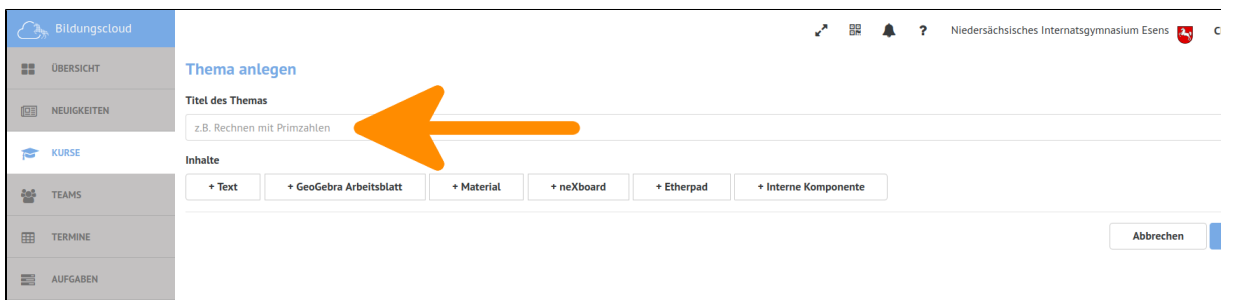 Bildungscloud
? Niedersächsisches Internatsgymnasium Esens
ÜBERSICHT
Thema anlegen
Titel des Themas
NEUIGKEITEN
z.B. Rechnen mit Primzahlen
KURSE
Inhalte
+ Text + GeoGebra Arbeitsblatt + Material + neXboard + Etherpad + Interne Komponente
TEAMS
TERMINE
Abbrechen
AUFGABEN